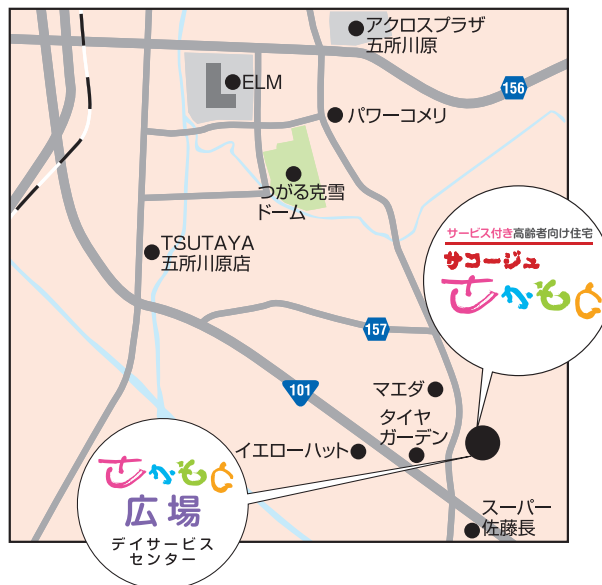 アクロスプラザ
五所川原
ELM
156
パワーコメリ
つがる克雪
ドーム
サービス付き高齢者向け住宅
サコージュ
さかもと
TSUTAYA
五所川原店
157
101
マエダ
タイヤ
ガーデン
イエローハット
さかもと
広場
デイサービス
センター
スーパー
佐藤長